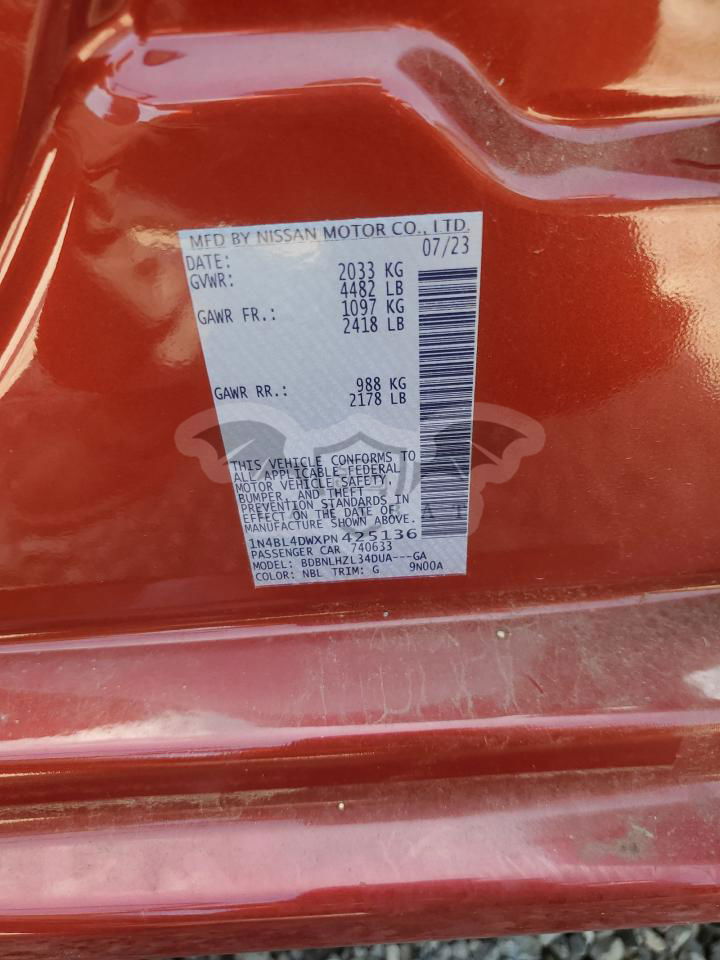 MFD BY NISSAN MOTOR CO., LTD.
DATE: 07/23
GVWR: 2033 KG
4482 LB
GAWR FR.: 1097 KG
2418 LB
GAWR RR.: 988 KG
2178 LB
THIS VEHICLE CONFORMS TO
ALL APPLICABLE FEDERAL
MOTOR VEHICLE SAFETY,
BUMPER, AND THEFT
PREVENTION STANDARDS IN
EFFECT ON THE DATE OF
MANUFACTURE SHOWN ABOVE.
1N4BL4DWXPN425136
PASSENGER CAR 740633
MODEL: BDBNLHZL34DUA---GA
COLOR: NBL TRIM: G 9N00A